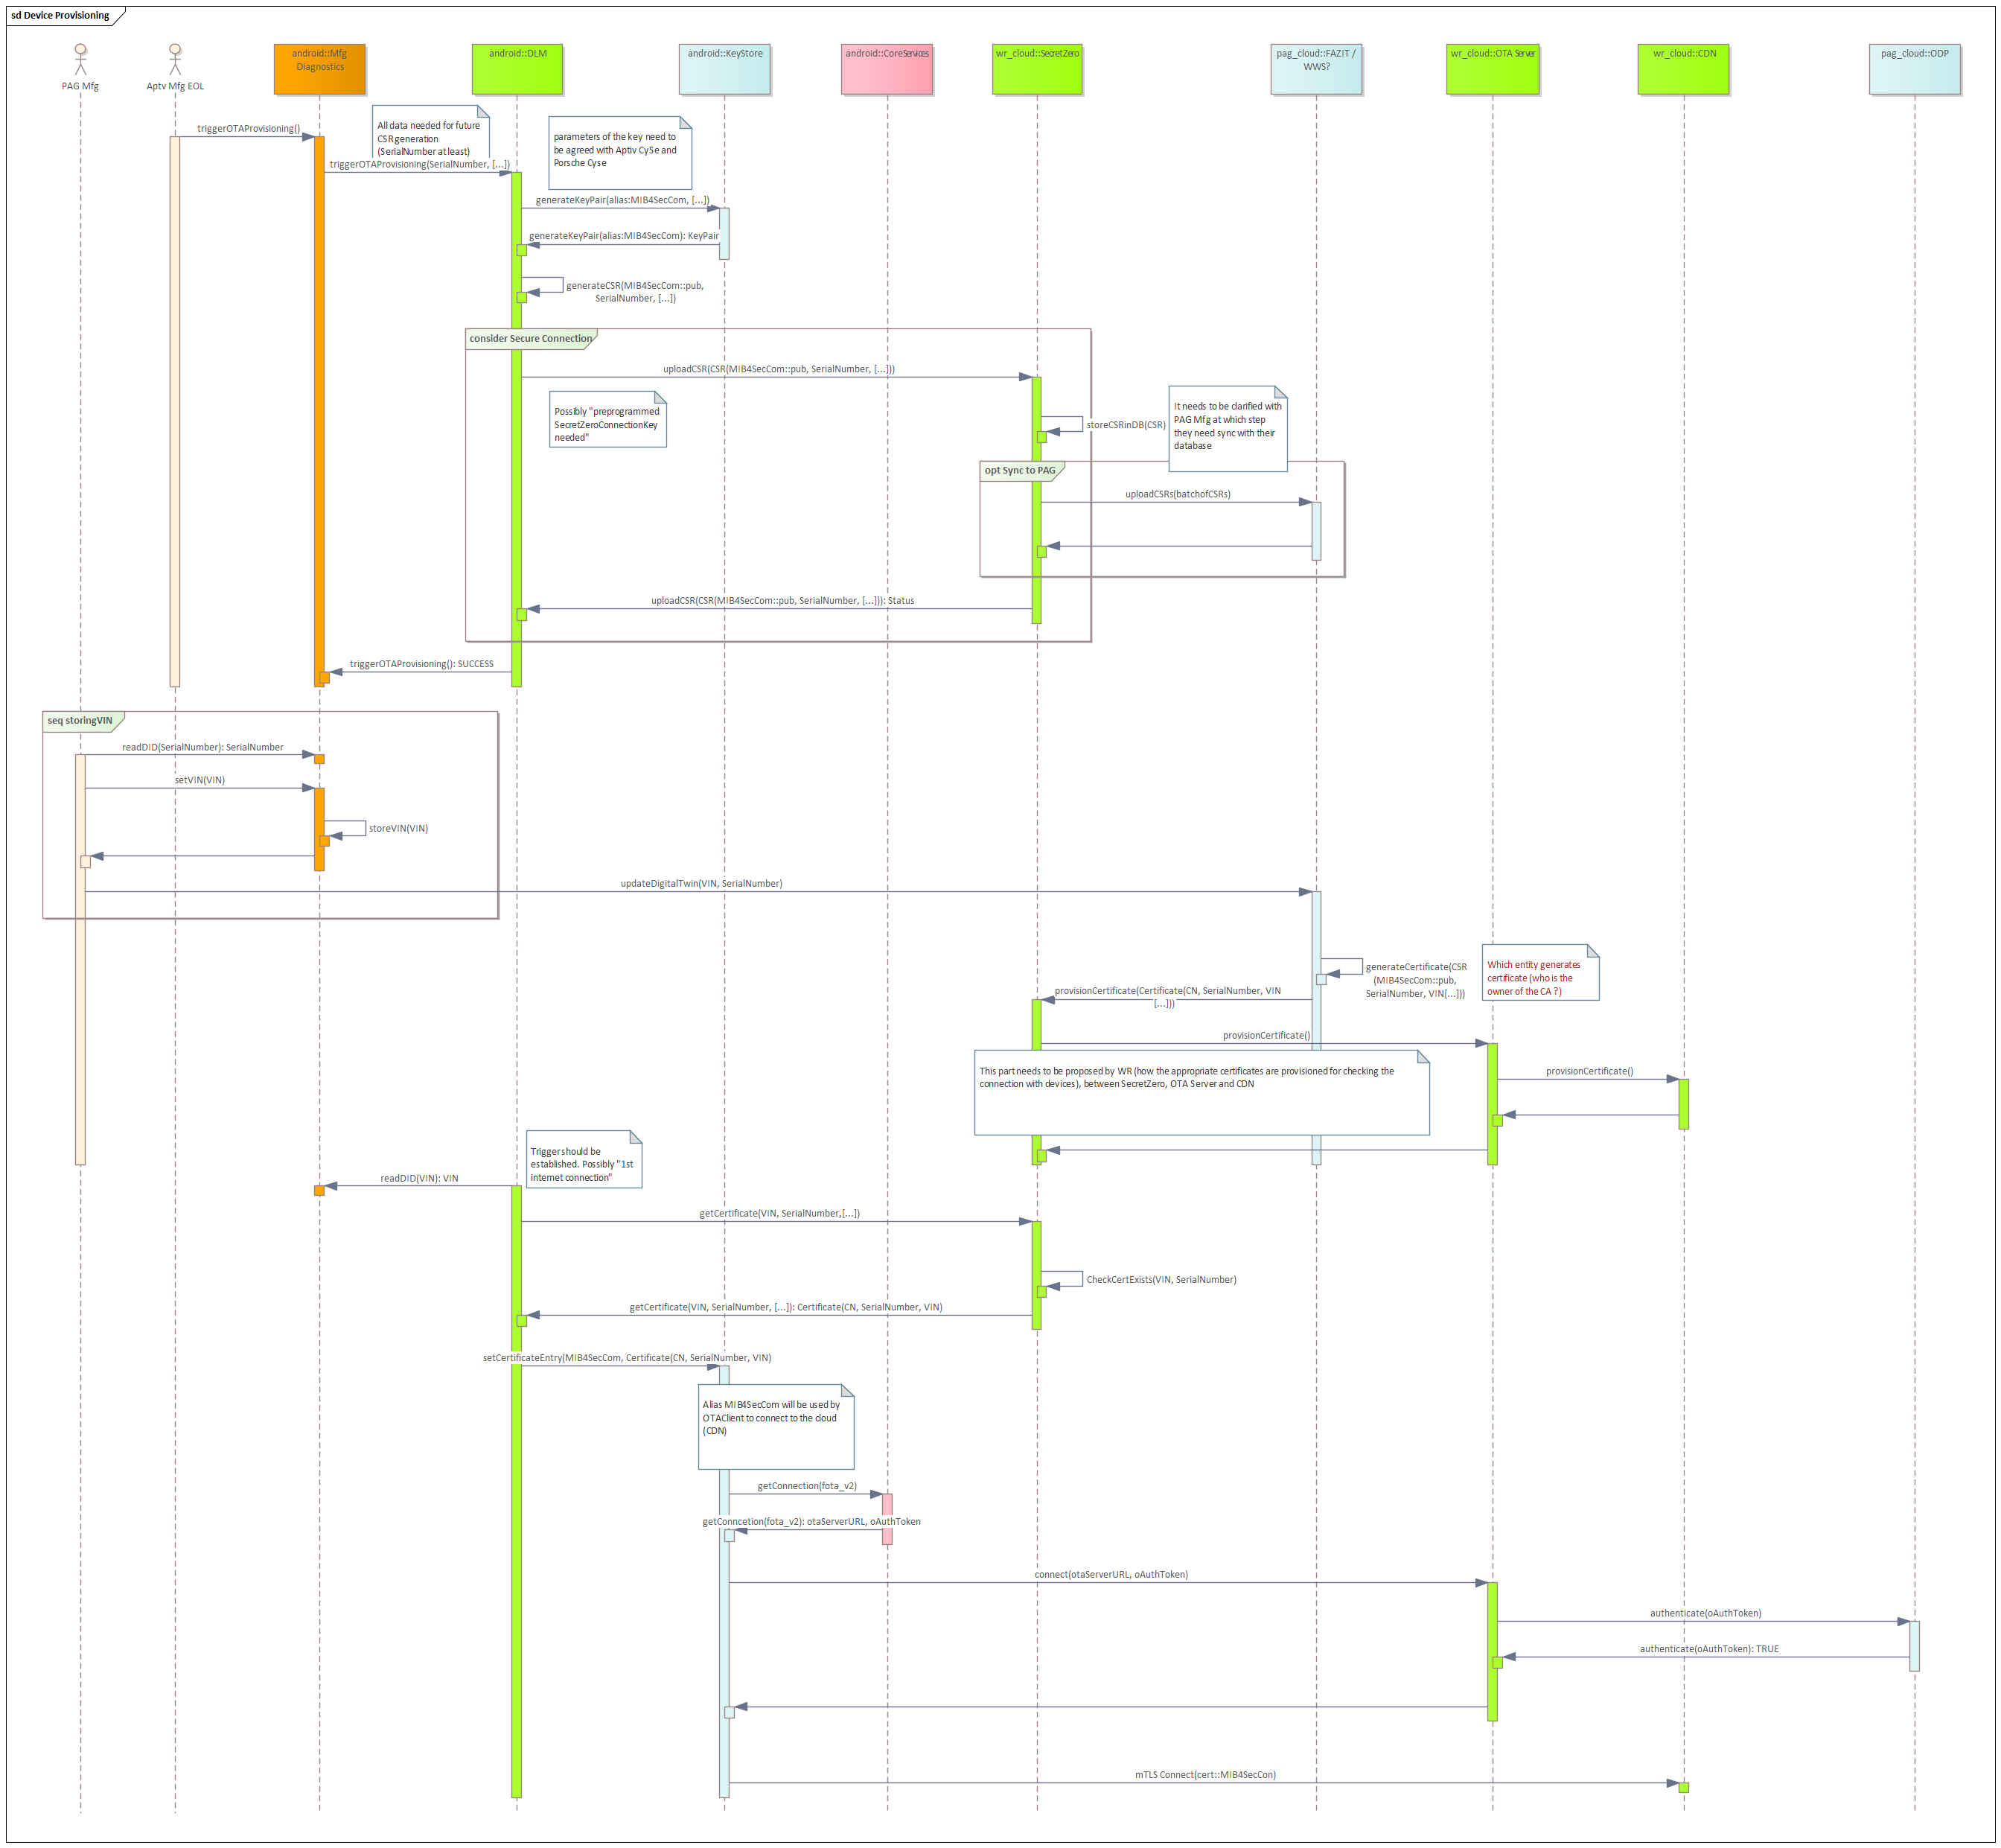 sd Device Provisioning
PAG Mfg
Aptv Mfg EOL
android::Mfg
Diagnostics
android::DLM
android::KeyStore
android::CoreServices
wr_cloud::SecretZero
pag_cloud::FAZIT /
WWS?
wr_cloud::OTA Server
wr_cloud::CDN
pag_cloud::ODP
triggerOTAProvisioning()
All data needed for future
CSR generation
(SerialNumber at least)
parameters of the key need to
be agreed with Aptiv CySe and
Porsche Cyse
triggerOTAProvisioning(SerialNumber, [...])
generateKeyPair(alias:MIB4SecCom, [...])
generateKeyPair(alias:MIB4SecCom): KeyPair
generateCSR(MIB4SecCom::pub,
SerialNumber, [...])
consider Secure Connection
uploadCSR(CSR(MIB4SecCom::pub, SerialNumber, [...]))
Possibly "preprogrammed
SecretZeroConnectionKey
needed"
storeCSRinDB(CSR)
It needs to be clarified with
PAG Mfg at which step
they need sync with their
database
opt Sync to PAG
uploadCSRs(batchofCSRs)
uploadCSR(CSR(MIB4SecCom::pub, SerialNumber, [...])): Status
triggerOTAProvisioning(): SUCCESS
seq storingVIN
readDID(SerialNumber): SerialNumber
setVIN(VIN)
storeVIN(VIN)
updateDigitalTwin(VIN, SerialNumber)
generateCertificate(CSR
(MIB4SecCom::pub,
SerialNumber, VIN[...]))
Which entity generates
certificate (who is the
owner of the CA ?)
provisionCertificate(Certificate(CN, SerialNumber, VIN
[...]))
provisionCertificate()
This part needs to be proposed by WR (how the appropriate certificates are provisioned for checking the
connection with devices), between SecretZero, OTA Server and CDN
provisionCertificate()
Trigger should be
established. Possibly "1st
internet connection"
readDID(VIN): VIN
getCertificate(VIN, SerialNumber,[...])
CheckCertExists(VIN, SerialNumber)
getCertificate(VIN, SerialNumber, [...]): Certificate(CN, SerialNumber, VIN)
setCertificateEntry(MIB4SecCom, Certificate(CN, SerialNumber, VIN)
Alias MIB4SecCom will be used by
OTAClient to connect to the cloud
(CDN)
getConnection(fota_v2)
getConncetion(fota_v2): otaServerURL, oAuthToken
connect(otaServerURL, oAuthToken)
authenticate(oAuthToken)
authenticate(oAuthToken): TRUE
mTLS Connect(cert::MIB4SecCon)